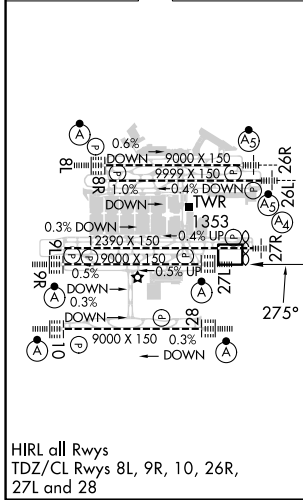 A
P
0.6%
A5
DOWN
9000 X 150
26R
8L
8R
P
9999 X 150
P
1.0%
0.4% DOWN
P
26L
DOWN
TWR
1353
A5
A4
0.3% DOWN
0.4% UP
27R
9L
12390 X 150
P
P
9000 X 150
P
9R
0.5%
0.5% UP
27L
A
DOWN
A
275°
0.3%
DOWN
P
28
10
P
9000 X 150
0.3%
A
DOWN
A
HIRL all Rwys
TDZ/CL Rwys 8L, 9R, 10, 26R,
27L and 28